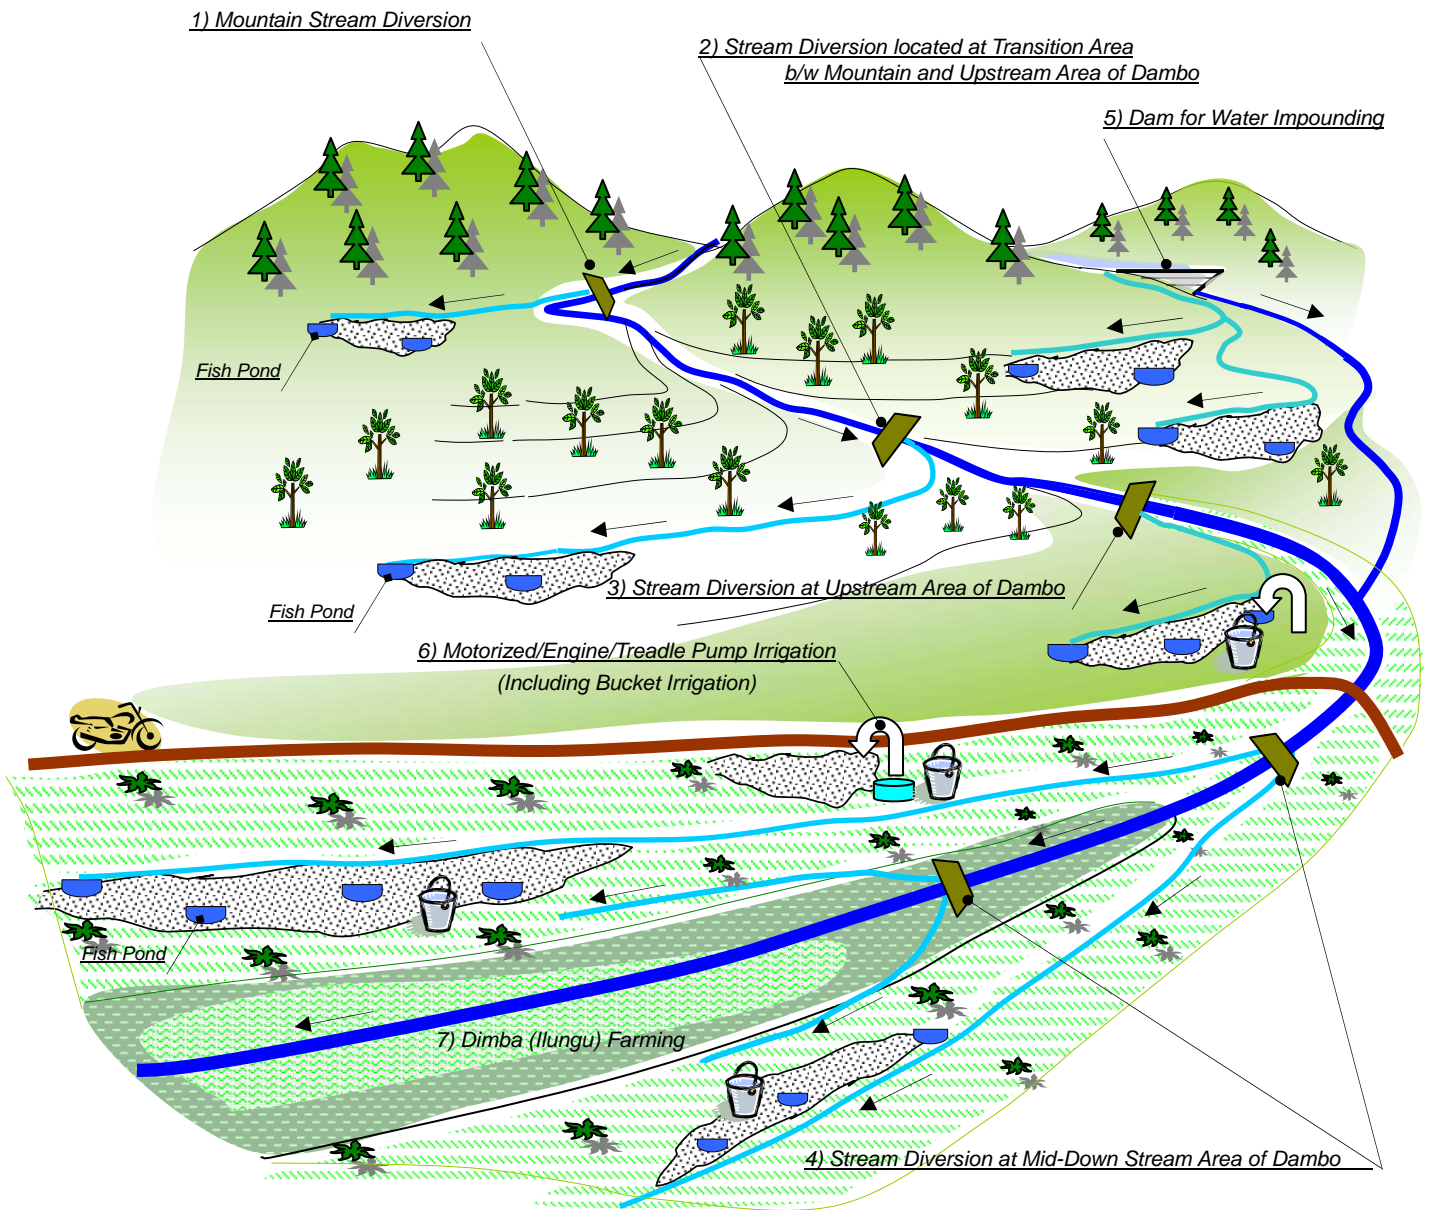 1) Mountain Stream Diversion
2) Stream Diversion located at Transition Area
b/w Mountain and Upstream Area of Dambo
5) Dam for Water Impounding
Fish Pond
3) Stream Diversion at Upstream Area of Dambo
Fish Pond
6) Motorized/Engine/Treadle Pump Irrigation
(Including Bucket Irrigation)
Fish Pond
7) Dimba (Ilungu) Farming
4) Stream Diversion at Mid-Down Stream Area of Dambo